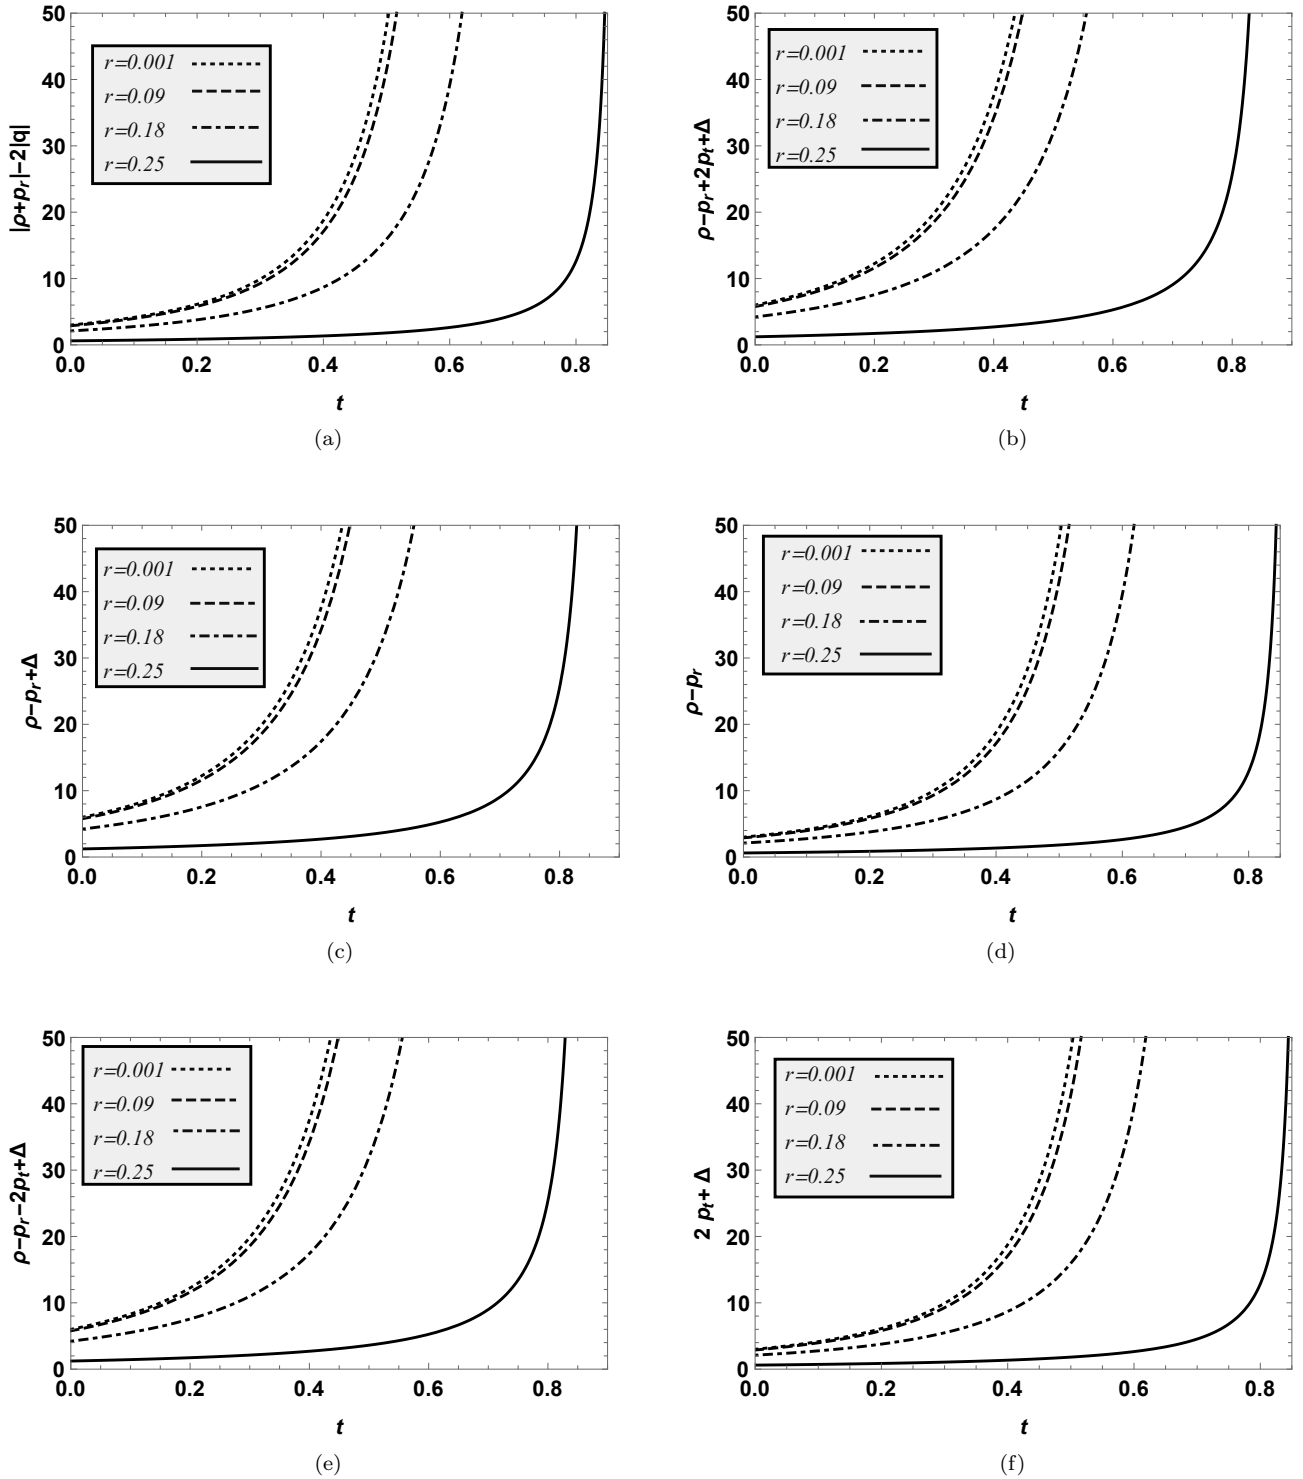 50
40
30
20
10
0
|ρ+p_r|−2|q|
r=0.001
r=0.09
r=0.18
r=0.25
0.0 0.2 0.4 0.6 0.8
t
(a)
50
40
30
20
10
0
ρ−p_r+2p_t+Δ
r=0.001
r=0.09
r=0.18
r=0.25
0.0 0.2 0.4 0.6 0.8
t
(b)
50
40
30
20
10
0
ρ−p_r+Δ
r=0.001
r=0.09
r=0.18
r=0.25
0.0 0.2 0.4 0.6 0.8
t
(c)
50
40
30
20
10
0
ρ−p_r
r=0.001
r=0.09
r=0.18
r=0.25
0.0 0.2 0.4 0.6 0.8
t
(d)
50
40
30
20
10
0
ρ−p_r−2p_t+Δ
r=0.001
r=0.09
r=0.18
r=0.25
0.0 0.2 0.4 0.6 0.8
t
(e)
50
40
30
20
10
0
2 p_t+ Δ
r=0.001
r=0.09
r=0.18
r=0.25
0.0 0.2 0.4 0.6 0.8
t
(f)